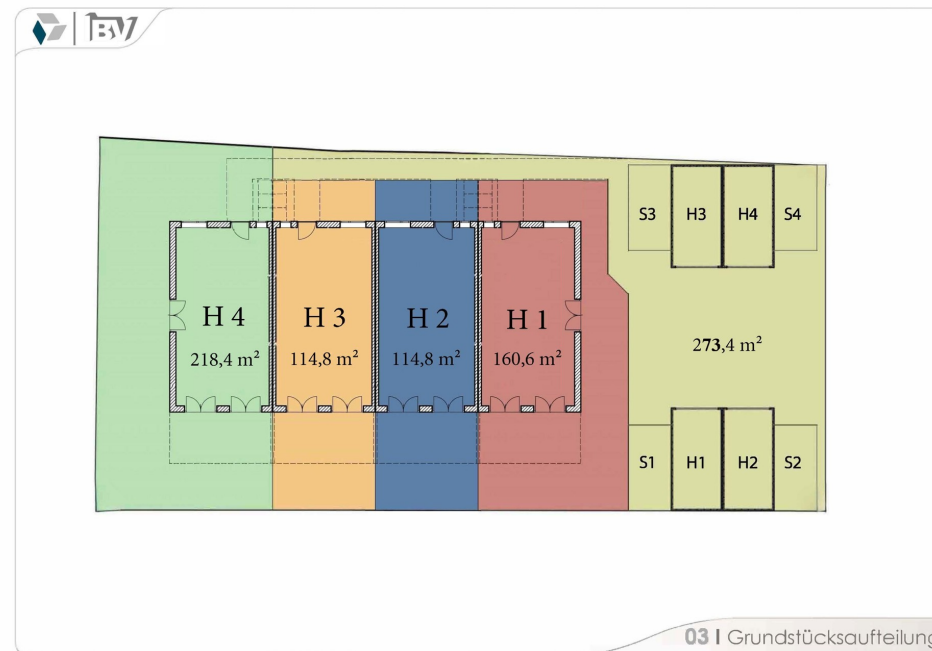 IBV
S3 H3 H4 S4
H 4 H 3 H 2 H 1
218,4 m² 114,8 m² 114,8 m² 160,6 m²
273,4 m²
S1 H1 H2 S2
03 I Grundstücksaufteilung